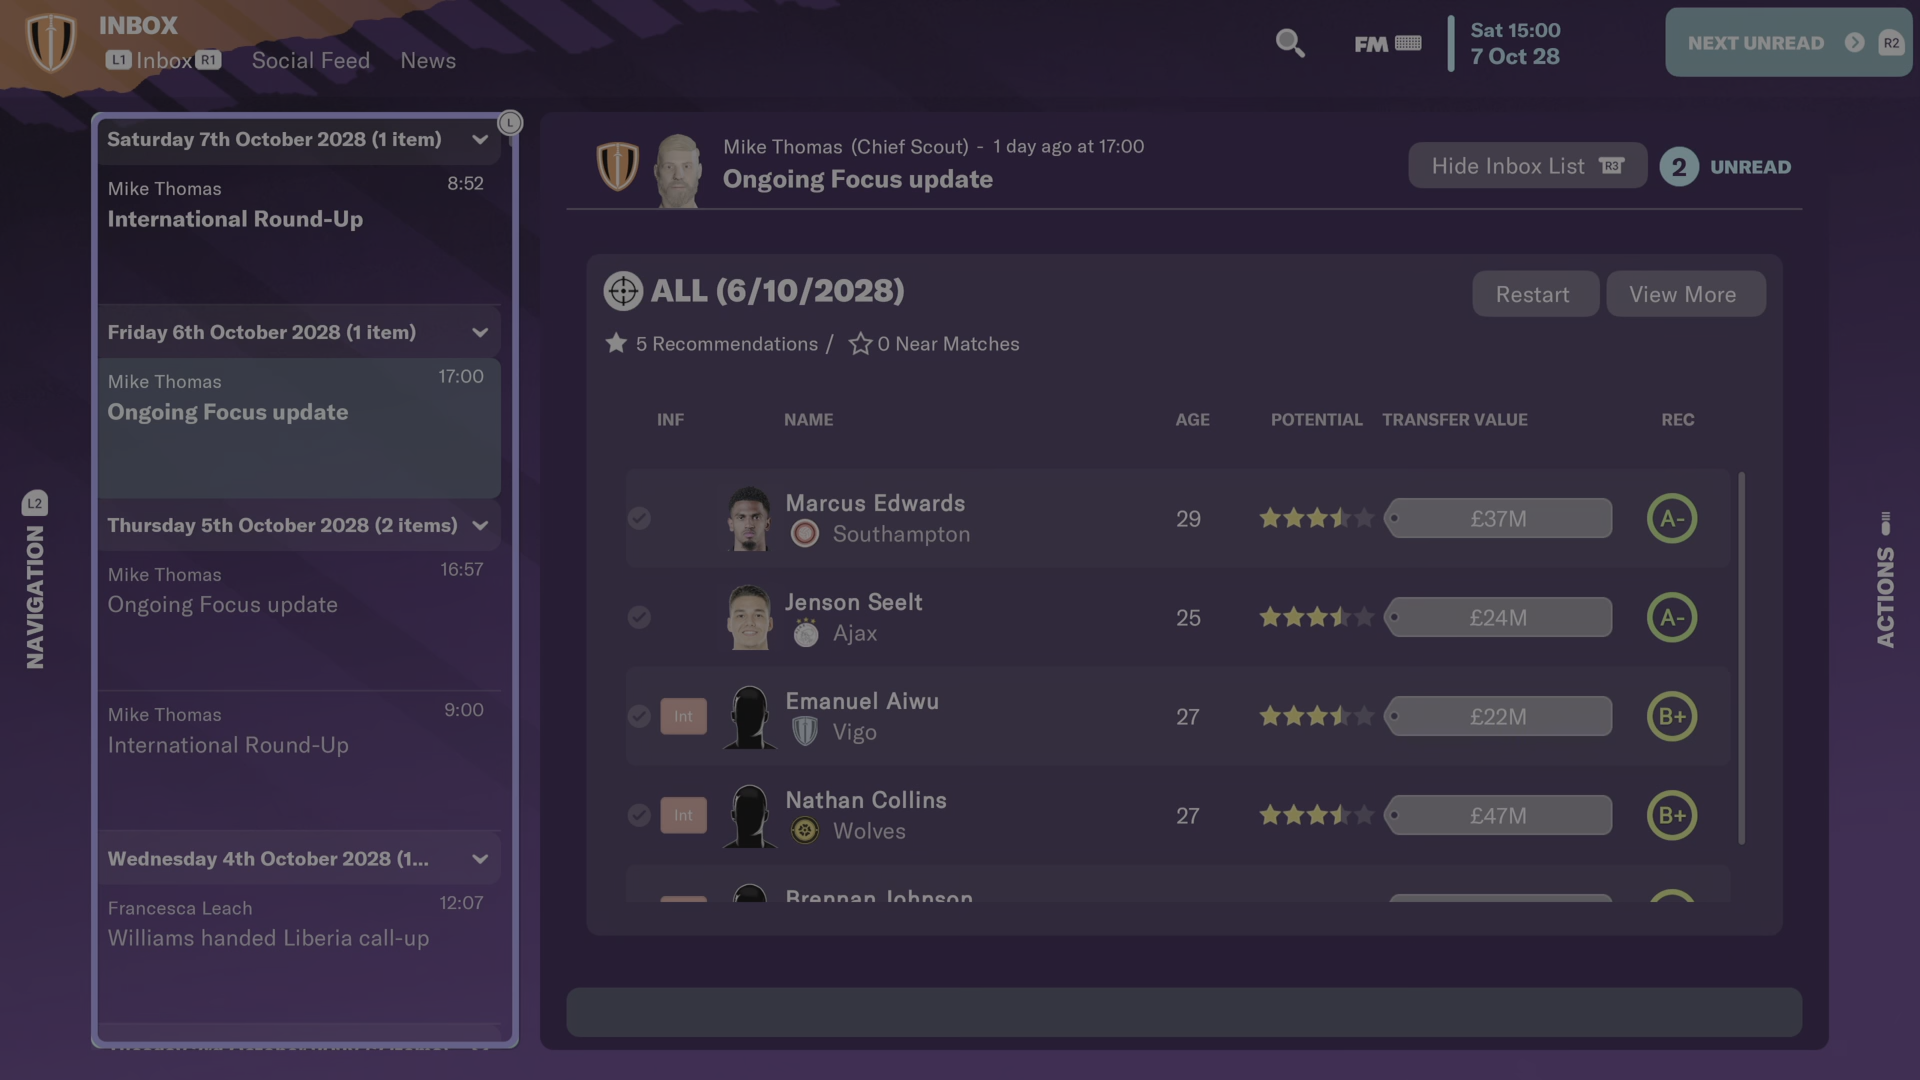 INBOX
L1 Inbox R1 Social Feed News
FM
Sat 15:00
7 Oct 28
NEXT UNREAD R2
L
Saturday 7th October 2028 (1 item)
Mike Thomas 8:52
International Round-Up
Friday 6th October 2028 (1 item)
Mike Thomas 17:00
Ongoing Focus update
Thursday 5th October 2028 (2 items)
Mike Thomas 16:57
Ongoing Focus update
Mike Thomas 9:00
International Round-Up
Wednesday 4th October 2028 (1...
Francesca Leach 12:07
Williams handed Liberia call-up
L2
NAVIGATION
Mike Thomas (Chief Scout) - 1 day ago at 17:00
Ongoing Focus update
Hide Inbox List R3
2 UNREAD
ALL (6/10/2028)
Restart View More
5 Recommendations / 0 Near Matches
INF NAME AGE POTENTIAL TRANSFER VALUE REC
Marcus Edwards
Southampton
29 £37M A-
Jenson Seelt
Ajax
25 £24M A-
Int
Emanuel Aiwu
Vigo
27 £22M B+
Int
Nathan Collins
Wolves
27 £47M B+
Brennan Johnson
ACTIONS